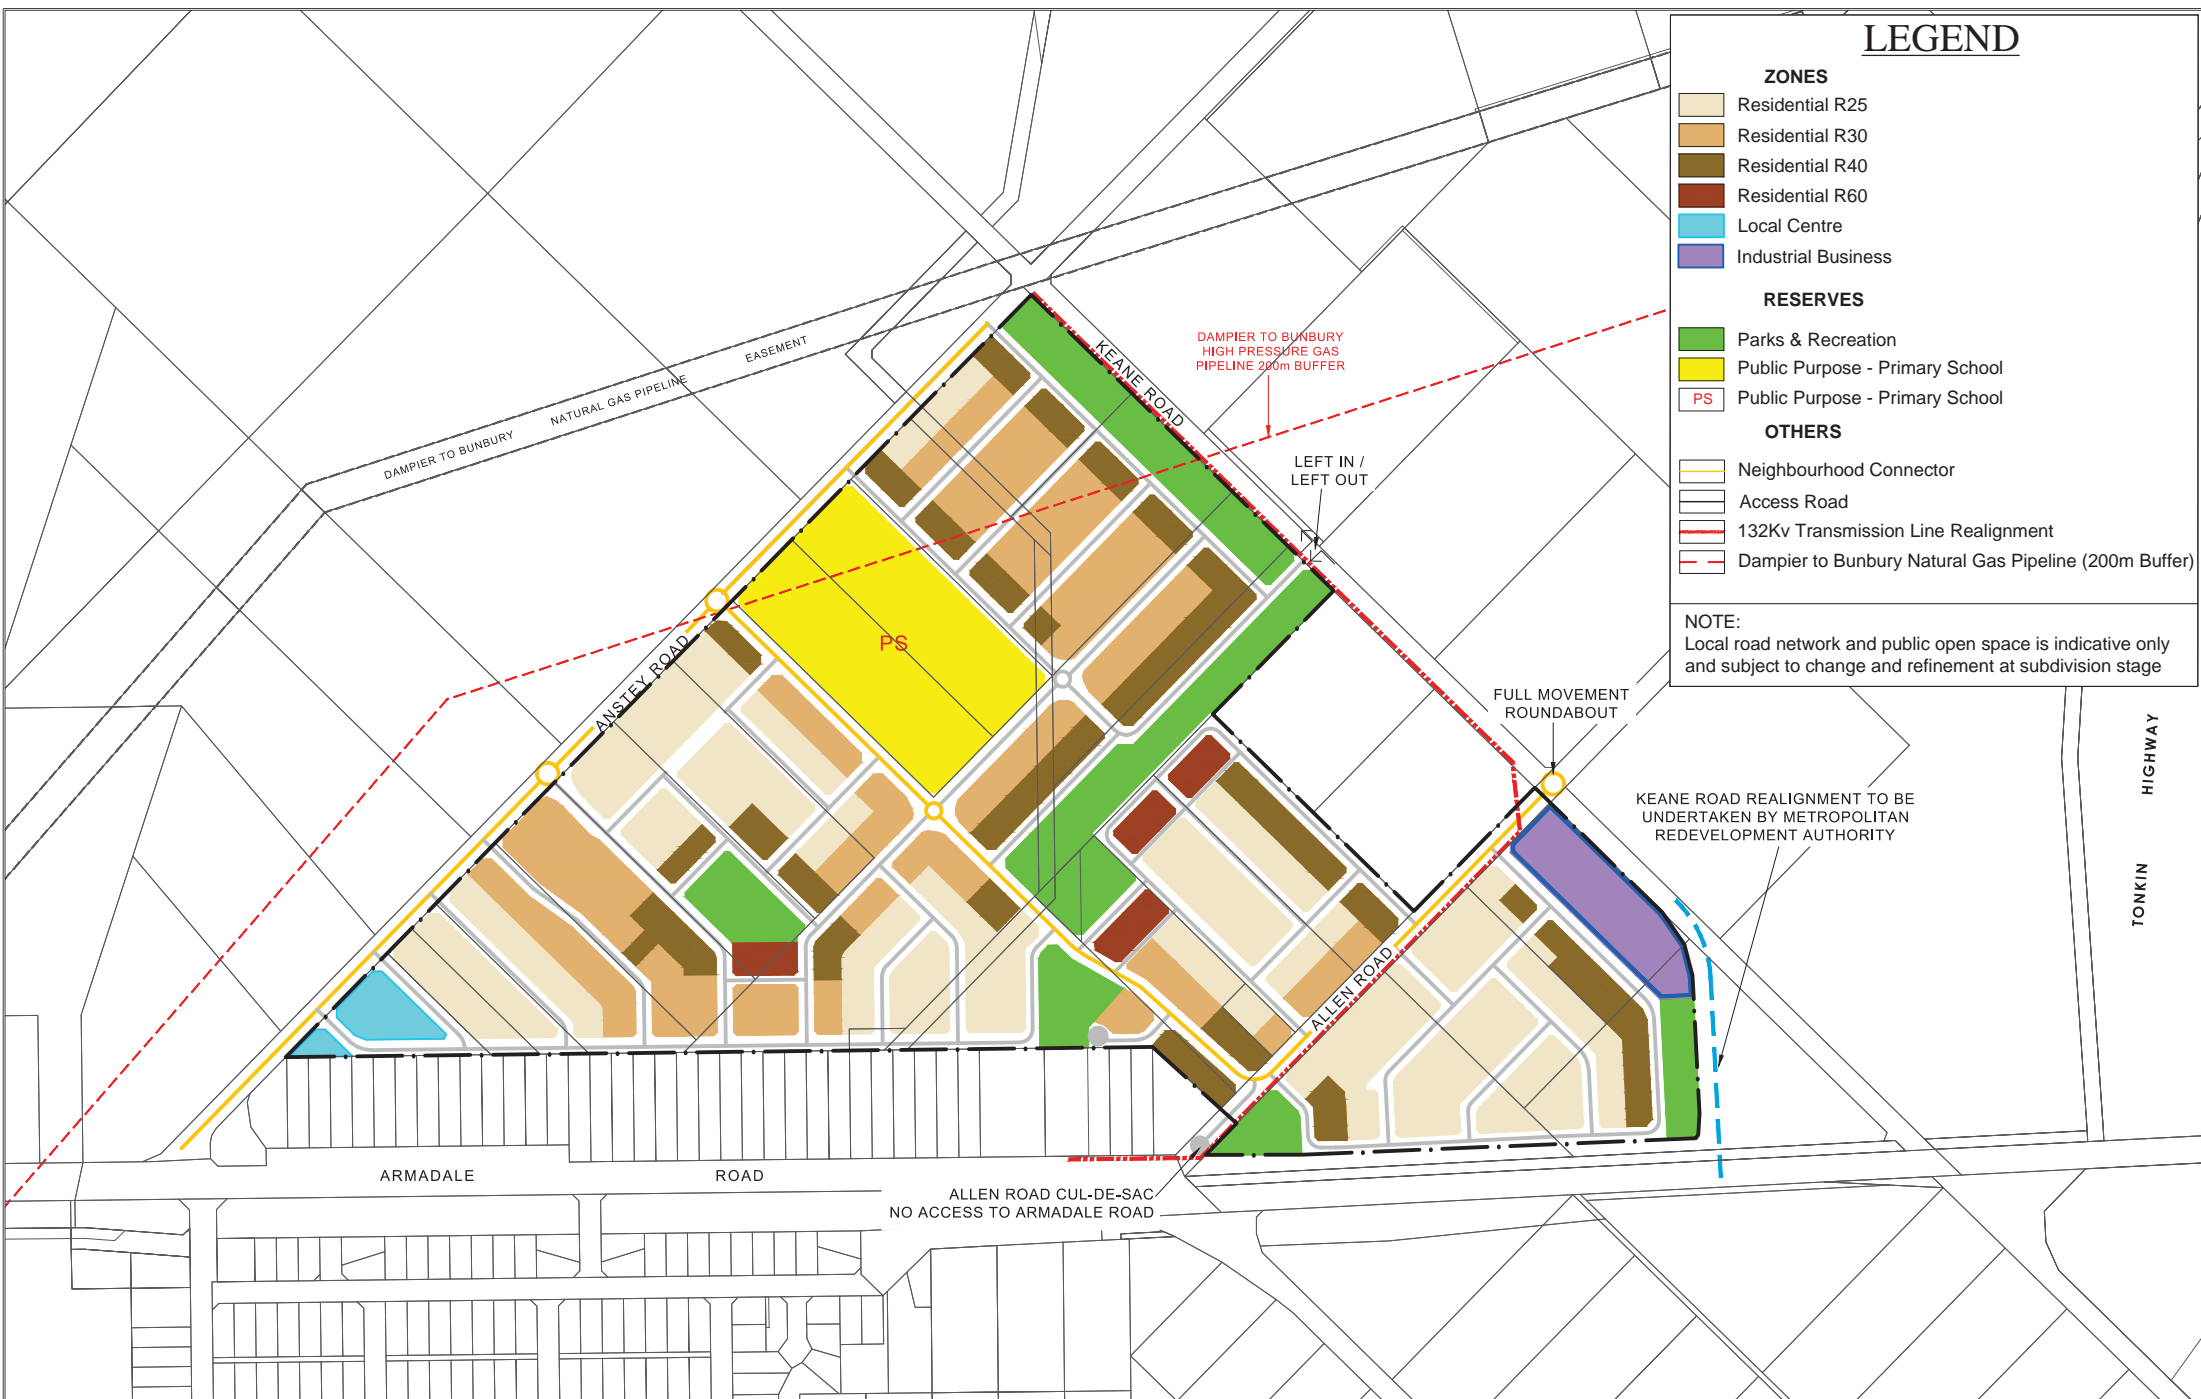 LEGEND
ZONES
Residential R25
Residential R30
Residential R40
Residential R60
Local Centre
Industrial Business
RESERVES
Parks & Recreation
Public Purpose - Primary School
PS
Public Purpose - Primary School
OTHERS
Neighbourhood Connector
Access Road
132Kv Transmission Line Realignment
Dampier to Bunbury Natural Gas Pipeline (200m Buffer)
NOTE:
Local road network and public open space is indicative only
and subject to change and refinement at subdivision stage
DAMPIER TO BUNBURY
HIGH PRESSURE GAS
PIPELINE 200m BUFFER
KEANE ROAD
DAMPIER TO BUNBURY NATURAL GAS PIPELINE EASEMENT
LEFT IN /
LEFT OUT
PS
ANSTEY ROAD
FULL MOVEMENT
ROUNDABOUT
KEANE ROAD REALIGNMENT TO BE
UNDERTAKEN BY METROPOLITAN
REDEVELOPMENT AUTHORITY
TONKIN HIGHWAY
ALLEN ROAD
ARMADALE ROAD
ALLEN ROAD CUL-DE-SAC
NO ACCESS TO ARMADALE ROAD